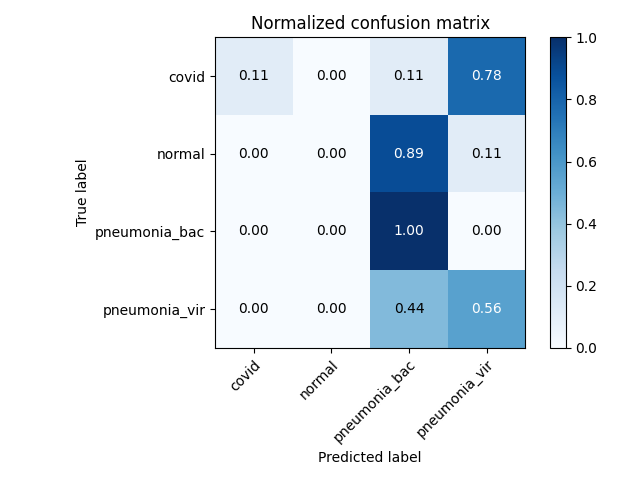 Normalized confusion matrix
1.0
covid 0.11 0.00 0.11 0.78
0.8
normal 0.00 0.00 0.89 0.11
0.6
True label
pneumonia_bac 0.00 0.00 1.00 0.00
0.4
pneumonia_vir 0.00 0.00 0.44 0.56
0.2
0.0
covid normal pneumonia_bac pneumonia_vir
Predicted label